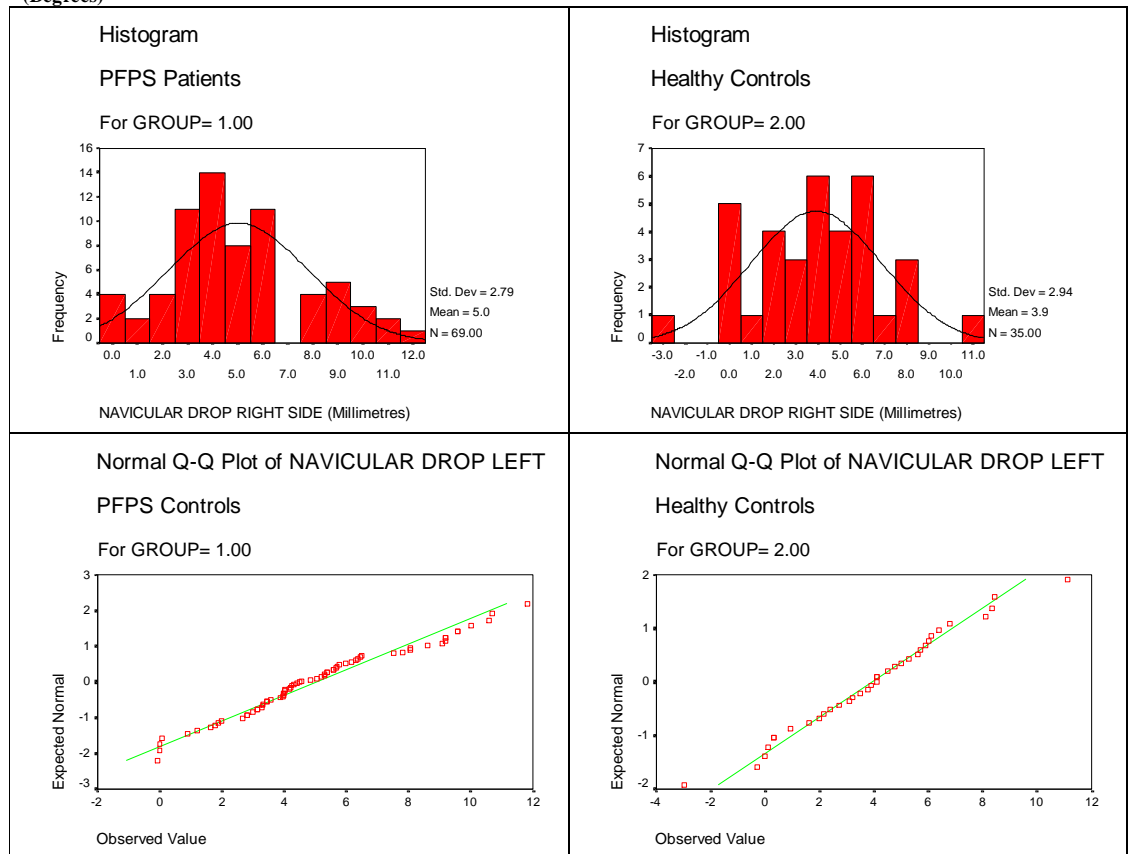 (Degrees)
Histogram
PFPS Patients
For GROUP= 1.00
16
14
12
10
8
6
4
2
0
Frequency
Std. Dev = 2.79
Mean = 5.0
N = 69.00
0.0 2.0 4.0 6.0 8.0 10.0 12.0
1.0 3.0 5.0 7.0 9.0 11.0
NAVICULAR DROP RIGHT SIDE (Millimetres)
Histogram
Healthy Controls
For GROUP= 2.00
7
6
5
4
3
2
1
0
Frequency
Std. Dev = 2.94
Mean = 3.9
N = 35.00
-3.0 -1.0 1.0 3.0 5.0 7.0 9.0 11.0
-2.0 0.0 2.0 4.0 6.0 8.0 10.0
NAVICULAR DROP RIGHT SIDE (Millimetres)
Normal Q-Q Plot of NAVICULAR DROP LEFT
PFPS Controls
For GROUP= 1.00
3
2
1
0
-1
-2
-3
Expected Normal
-2 0 2 4 6 8 10 12
Observed Value
Normal Q-Q Plot of NAVICULAR DROP LEFT
Healthy Controls
For GROUP= 2.00
2
1
0
-1
-2
Expected Normal
-4 -2 0 2 4 6 8 10 12
Observed Value